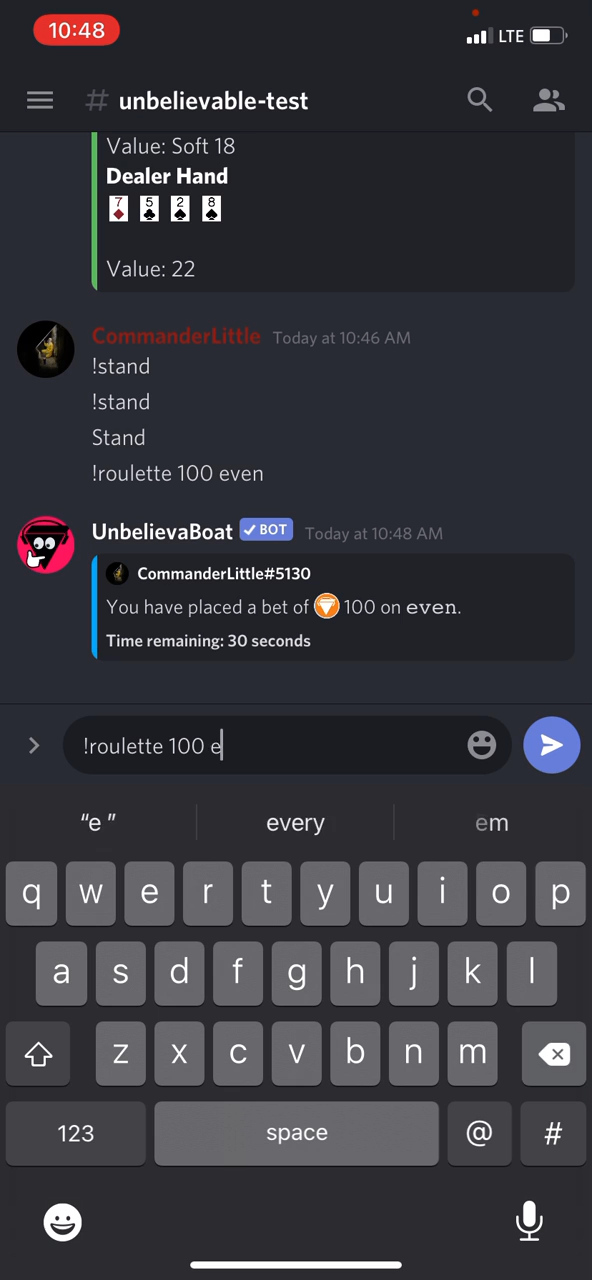 10:48
LTE
# unbelievable-test
Value: Soft 18
Dealer Hand
7 5 2 8
Value: 22
CommanderLittle Today at 10:46 AM
!stand
!stand
Stand
!roulette 100 even
UnbelievaBoat BOT Today at 10:48 AM
CommanderLittle#5130
You have placed a bet of 100 on even.
Time remaining: 30 seconds
!roulette 100 e
“e ” every em
q w e r t y u i o p
a s d f g h j k l
z x c v b n m
123 space @ #